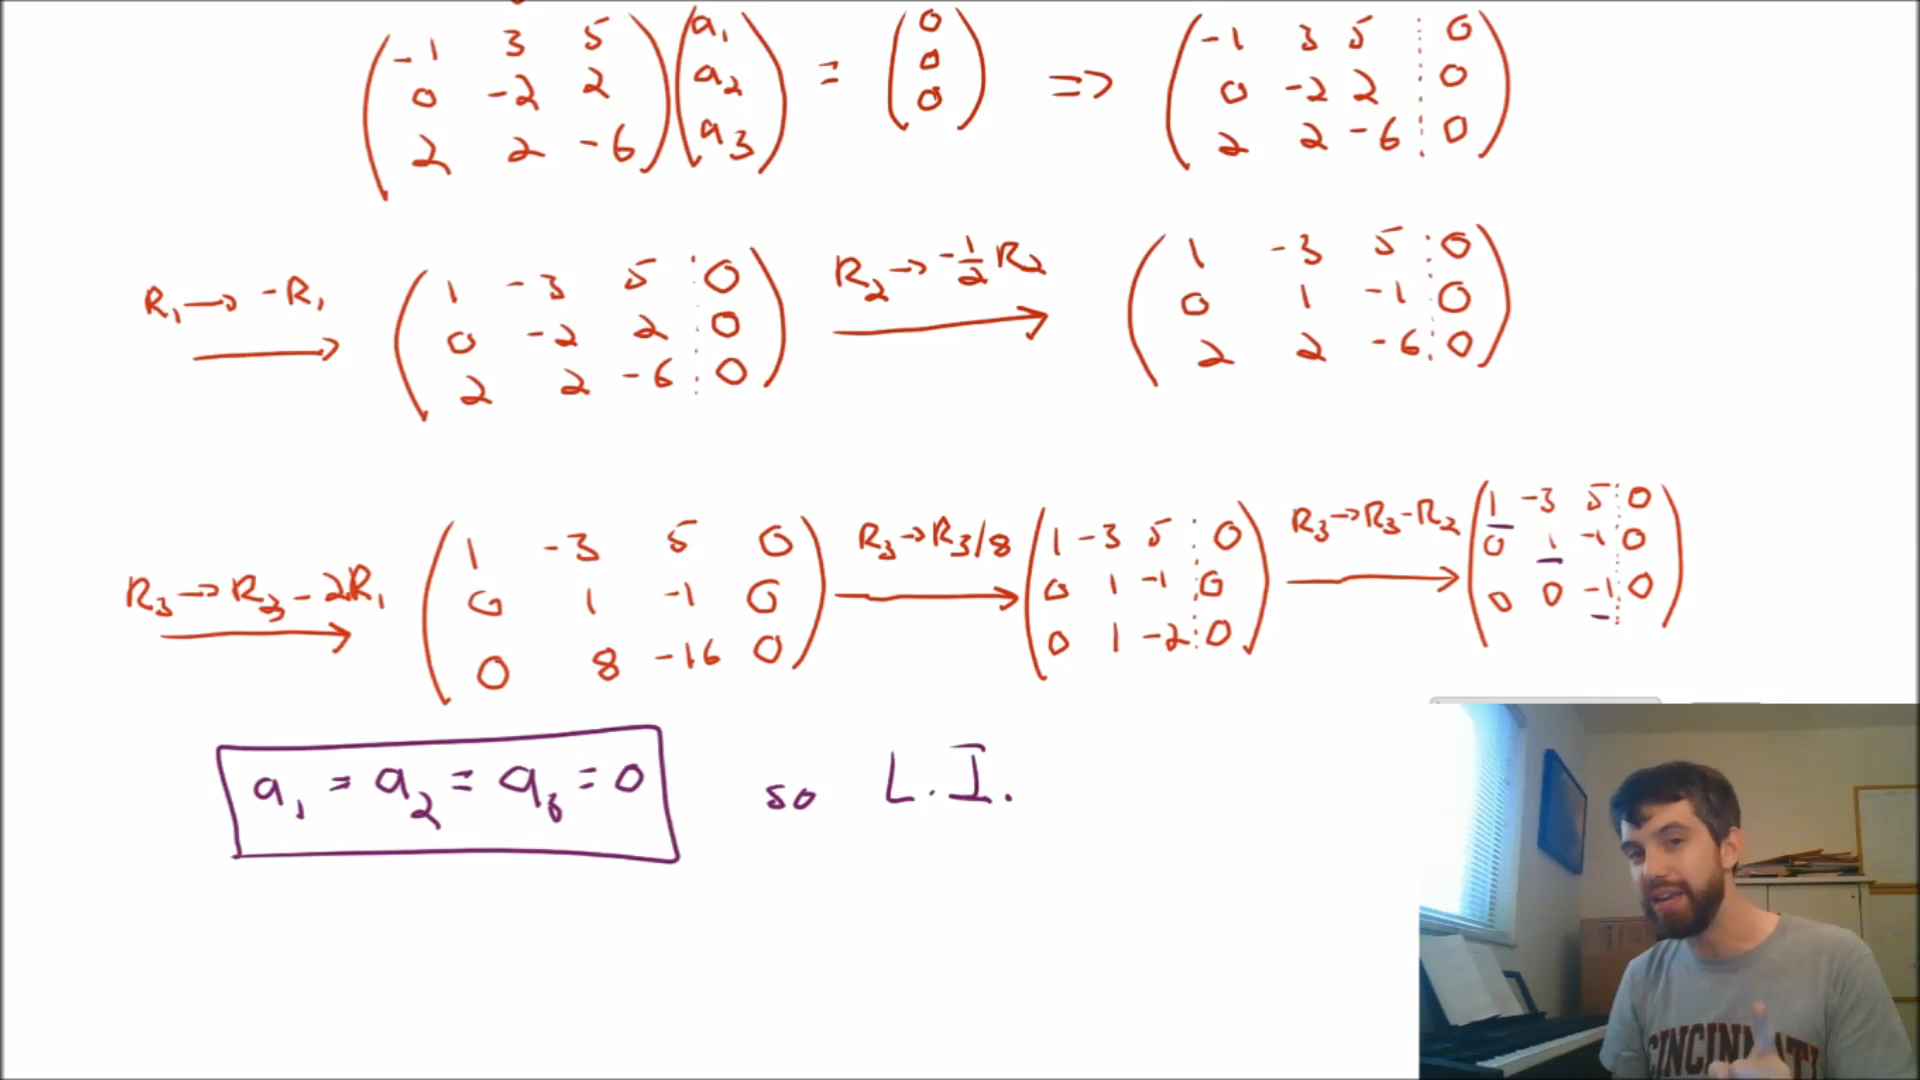 -1 3 5 a1 0 -1 3 5 0
0 -2 2 a2 = 0 => 0 -2 2 0
2 2 -6 a3 0 2 2 -6 0
R1 → -R1 1 -3 5 0 R2 → -1/2 R2 1 -3 5 0
0 -2 2 0 0 1 -1 0
2 2 -6 0 2 2 -6 0
R3 → R3 - 2R1 1 -3 5 0 R3 → R3/8 1 -3 5 0 R3 → R3 - R2 1 -3 5 0
0 1 -1 0 0 1 -1 0 0 1 -1 0
0 8 -16 0 0 1 -2 0 0 0 -1 0
a1 = a2 = a3 = 0 so L.I.